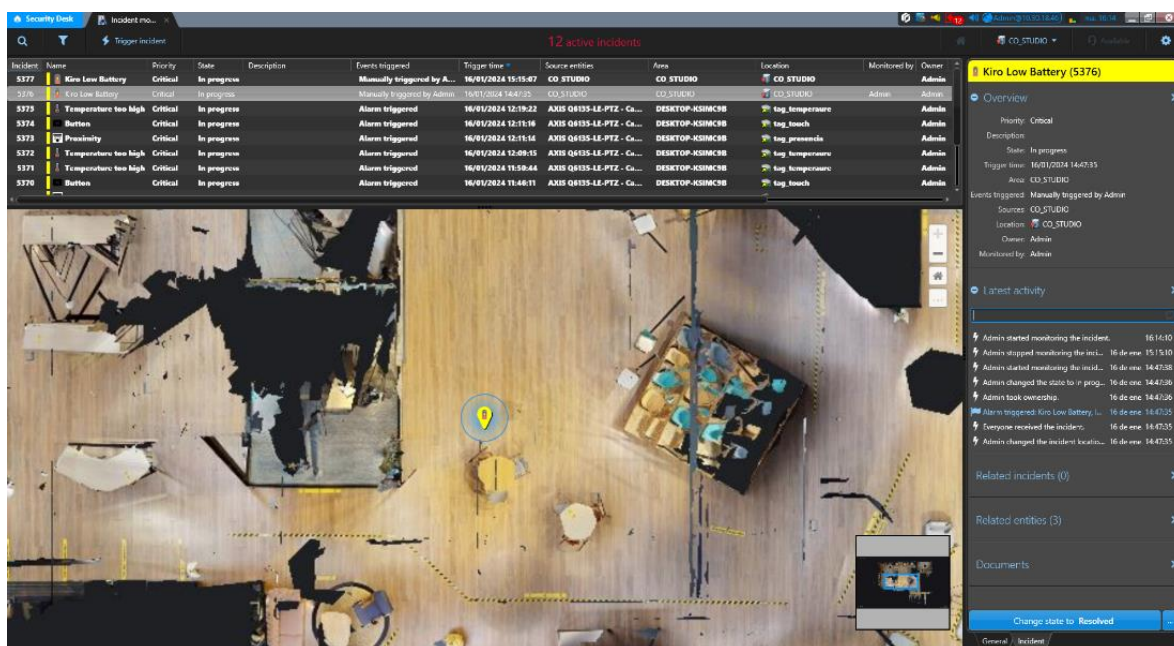 Security Desk
Incident mo...
12
Admin@10.30.18.46
16:14
Trigger incident
12 active incidents
CO_STUDIO
Available
Incident Name Priority State Description Events triggered Trigger time Source entities Area Location Monitored by Owner
5377 Kiro Low Battery Critical In progress Manually triggered by A... 16/01/2024 15:15:07 CO STUDIO CO STUDIO CO STUDIO Admin
5376 Kiro Low Battery Critical In progress Manually triggered by Admin 16/01/2024 14:47:35 CO_STUDIO CO_STUDIO CO_STUDIO Admin Admin
5375 Temperature too high Critical In progress Alarm triggered 16/01/2024 12:19:22 AXIS Q6135-LE-PTZ - Ca... DESKTOP-KSIMC9B tag_temperaure Admin
5374 Button Critical In progress Alarm triggered 16/01/2024 12:11:16 AXIS Q6135-LE-PTZ - Ca... DESKTOP-KSIMC9B tag_touch Admin
5373 Proximity Critical In progress Alarm triggered 16/01/2024 12:11:14 AXIS Q6135-LE-PTZ - Ca... DESKTOP-KSIMC9B tag_presencia Admin
5372 Temperature too high Critical In progress Alarm triggered 16/01/2024 12:09:15 AXIS Q6135-LE-PTZ - Ca... DESKTOP-KSIMC9B tag_temperaure Admin
5371 Temperature too high Critical In progress Alarm triggered 16/01/2024 11:50:44 AXIS Q6135-LE-PTZ - Ca... DESKTOP-KSIMC9B tag_temperaure Admin
5370 Button Critical In progress Alarm triggered 16/01/2024 11:46:11 AXIS Q6135-LE-PTZ - Ca... DESKTOP-KSIMC9B tag_touch Admin
Kiro Low Battery (5376)
Overview
Priority: Critical
Description:
State: In progress
Trigger time: 16/01/2024 14:47:35
Area: CO_STUDIO
Events triggered: Manually triggered by Admin
Sources: CO_STUDIO
Location: CO_STUDIO
Owner: Admin
Monitored by: Admin
Latest activity
Admin started monitoring the incident. 16:14:10
Admin stopped monitoring the inci... 16 de ene. 15:15:10
Admin started monitoring the incid... 16 de ene. 14:47:38
Admin changed the state to In prog... 16 de ene. 14:47:36
Admin took ownership. 16 de ene. 14:47:36
Alarm triggered: Kiro Low Battery, I... 16 de ene. 14:47:35
Everyone received the incident. 16 de ene. 14:47:35
Admin changed the incident locatio... 16 de ene. 14:47:35
Related incidents (0)
Related entities (3)
Documents
Change state to Resolved
General Incident